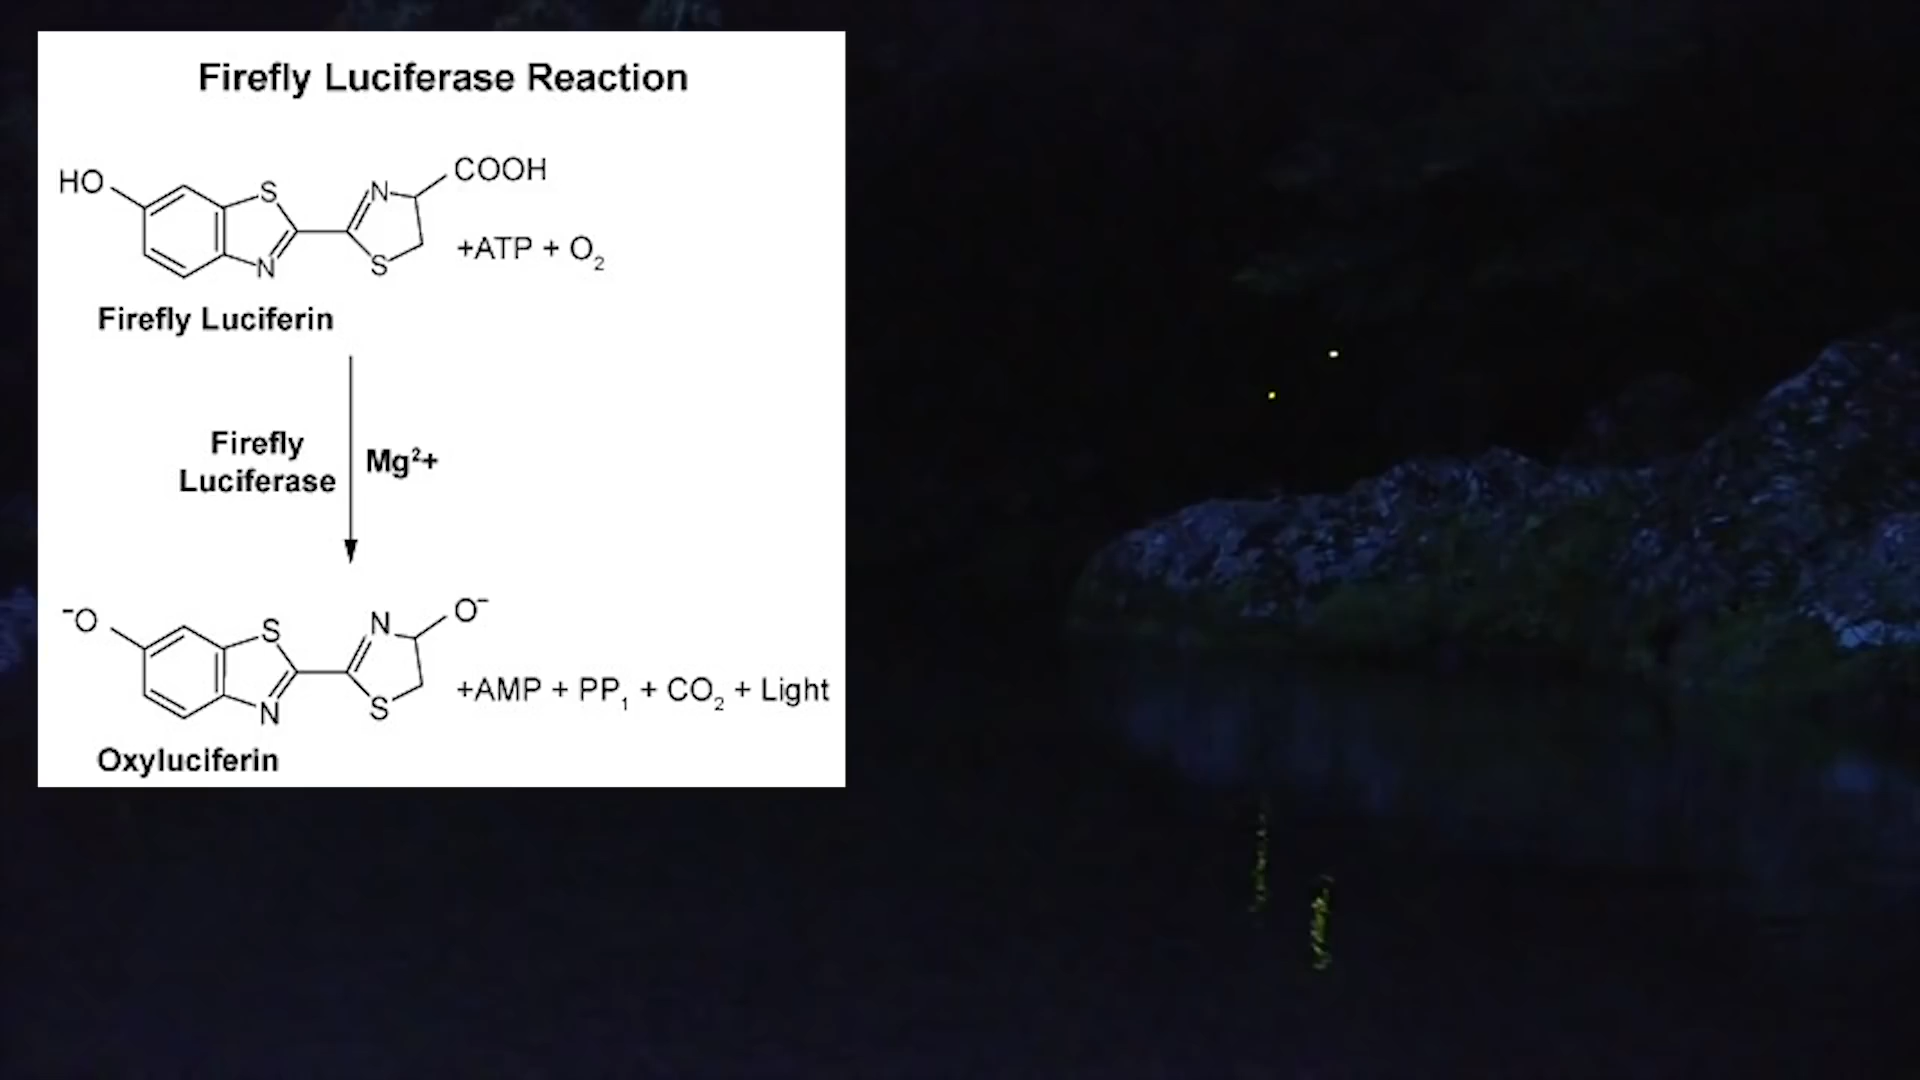 Firefly Luciferase Reaction
HO
S
N
N
S
COOH
+ATP + O₂
Firefly Luciferin
Firefly
Luciferase
Mg²+
⁻O
S
N
N
S
O⁻
+AMP + PP₁ + CO₂ + Light
Oxyluciferin